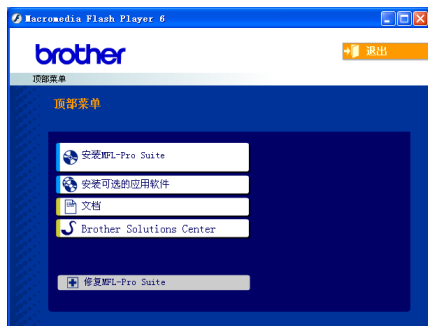 Macromedia Flash Player 6
brother
退出
顶部菜单
顶部菜单
安装MFL-Pro Suite
安装可选的应用软件
文档
Brother Solutions Center
修复MFL-Pro Suite